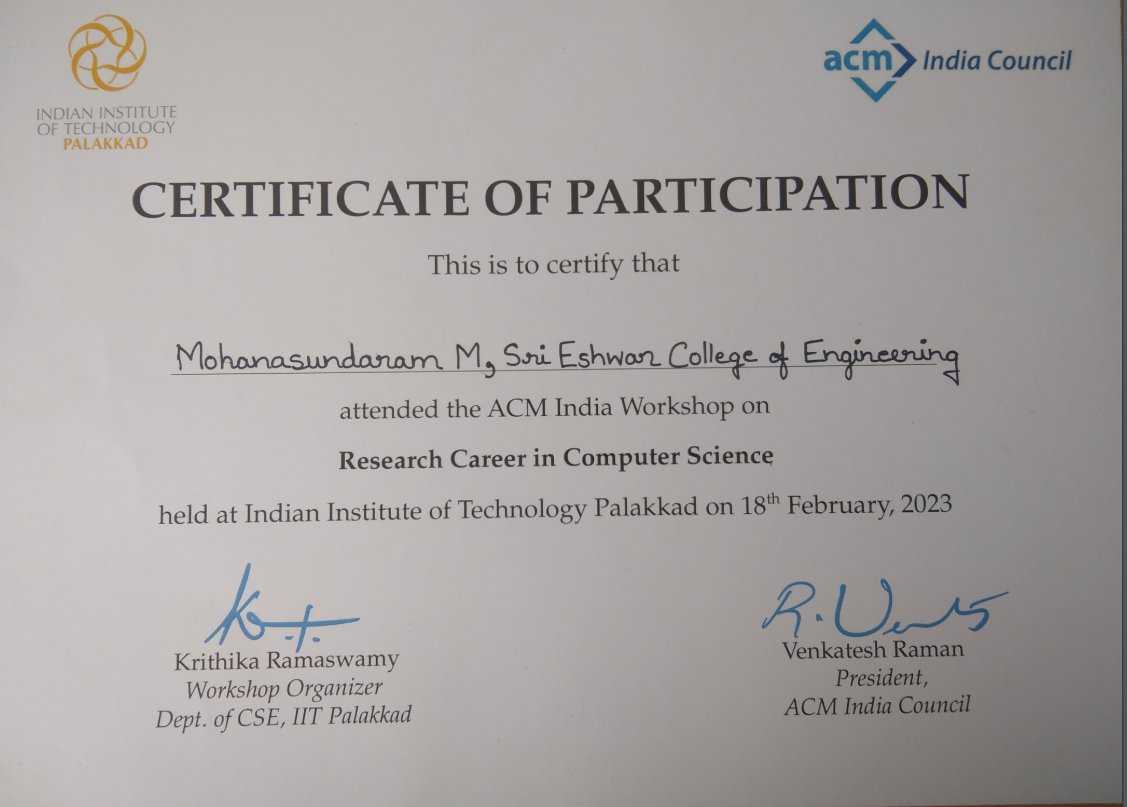 INDIAN INSTITUTE
OF TECHNOLOGY
PALAKKAD
acm India Council
CERTIFICATE OF PARTICIPATION
This is to certify that
Mohanasundaram M, Sri Eshwar College of Engineering
attended the ACM India Workshop on
Research Career in Computer Science
held at Indian Institute of Technology Palakkad on 18th February, 2023
R. Venkat
Krithika Ramaswamy
Workshop Organizer
Dept. of CSE, IIT Palakkad
Venkatesh Raman
President,
ACM India Council